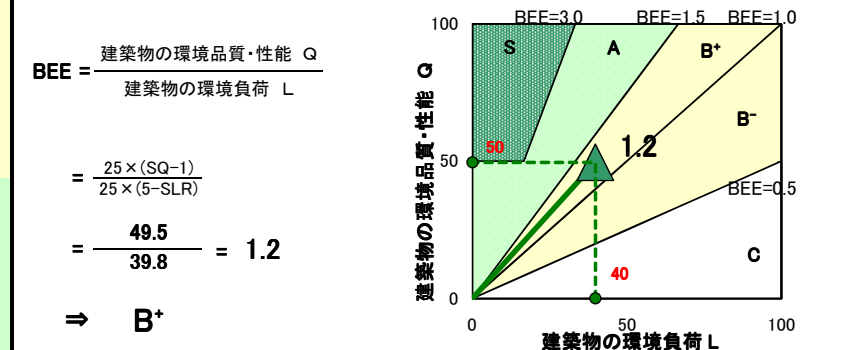 BEE = 建築物の環境品質・性能 Q
建築物の環境負荷 L
= 25×(SQ-1)
25×(5-SLR)
= 49.5
39.8
= 1.2
⇒ B+
BEE=3.0 BEE=1.5 BEE=1.0
100
S A B+
B-
50
50
1.2
BEE=0.5
C
40
0
0 50 100
建築物の環境品質・性能 Q
建築物の環境負荷 L